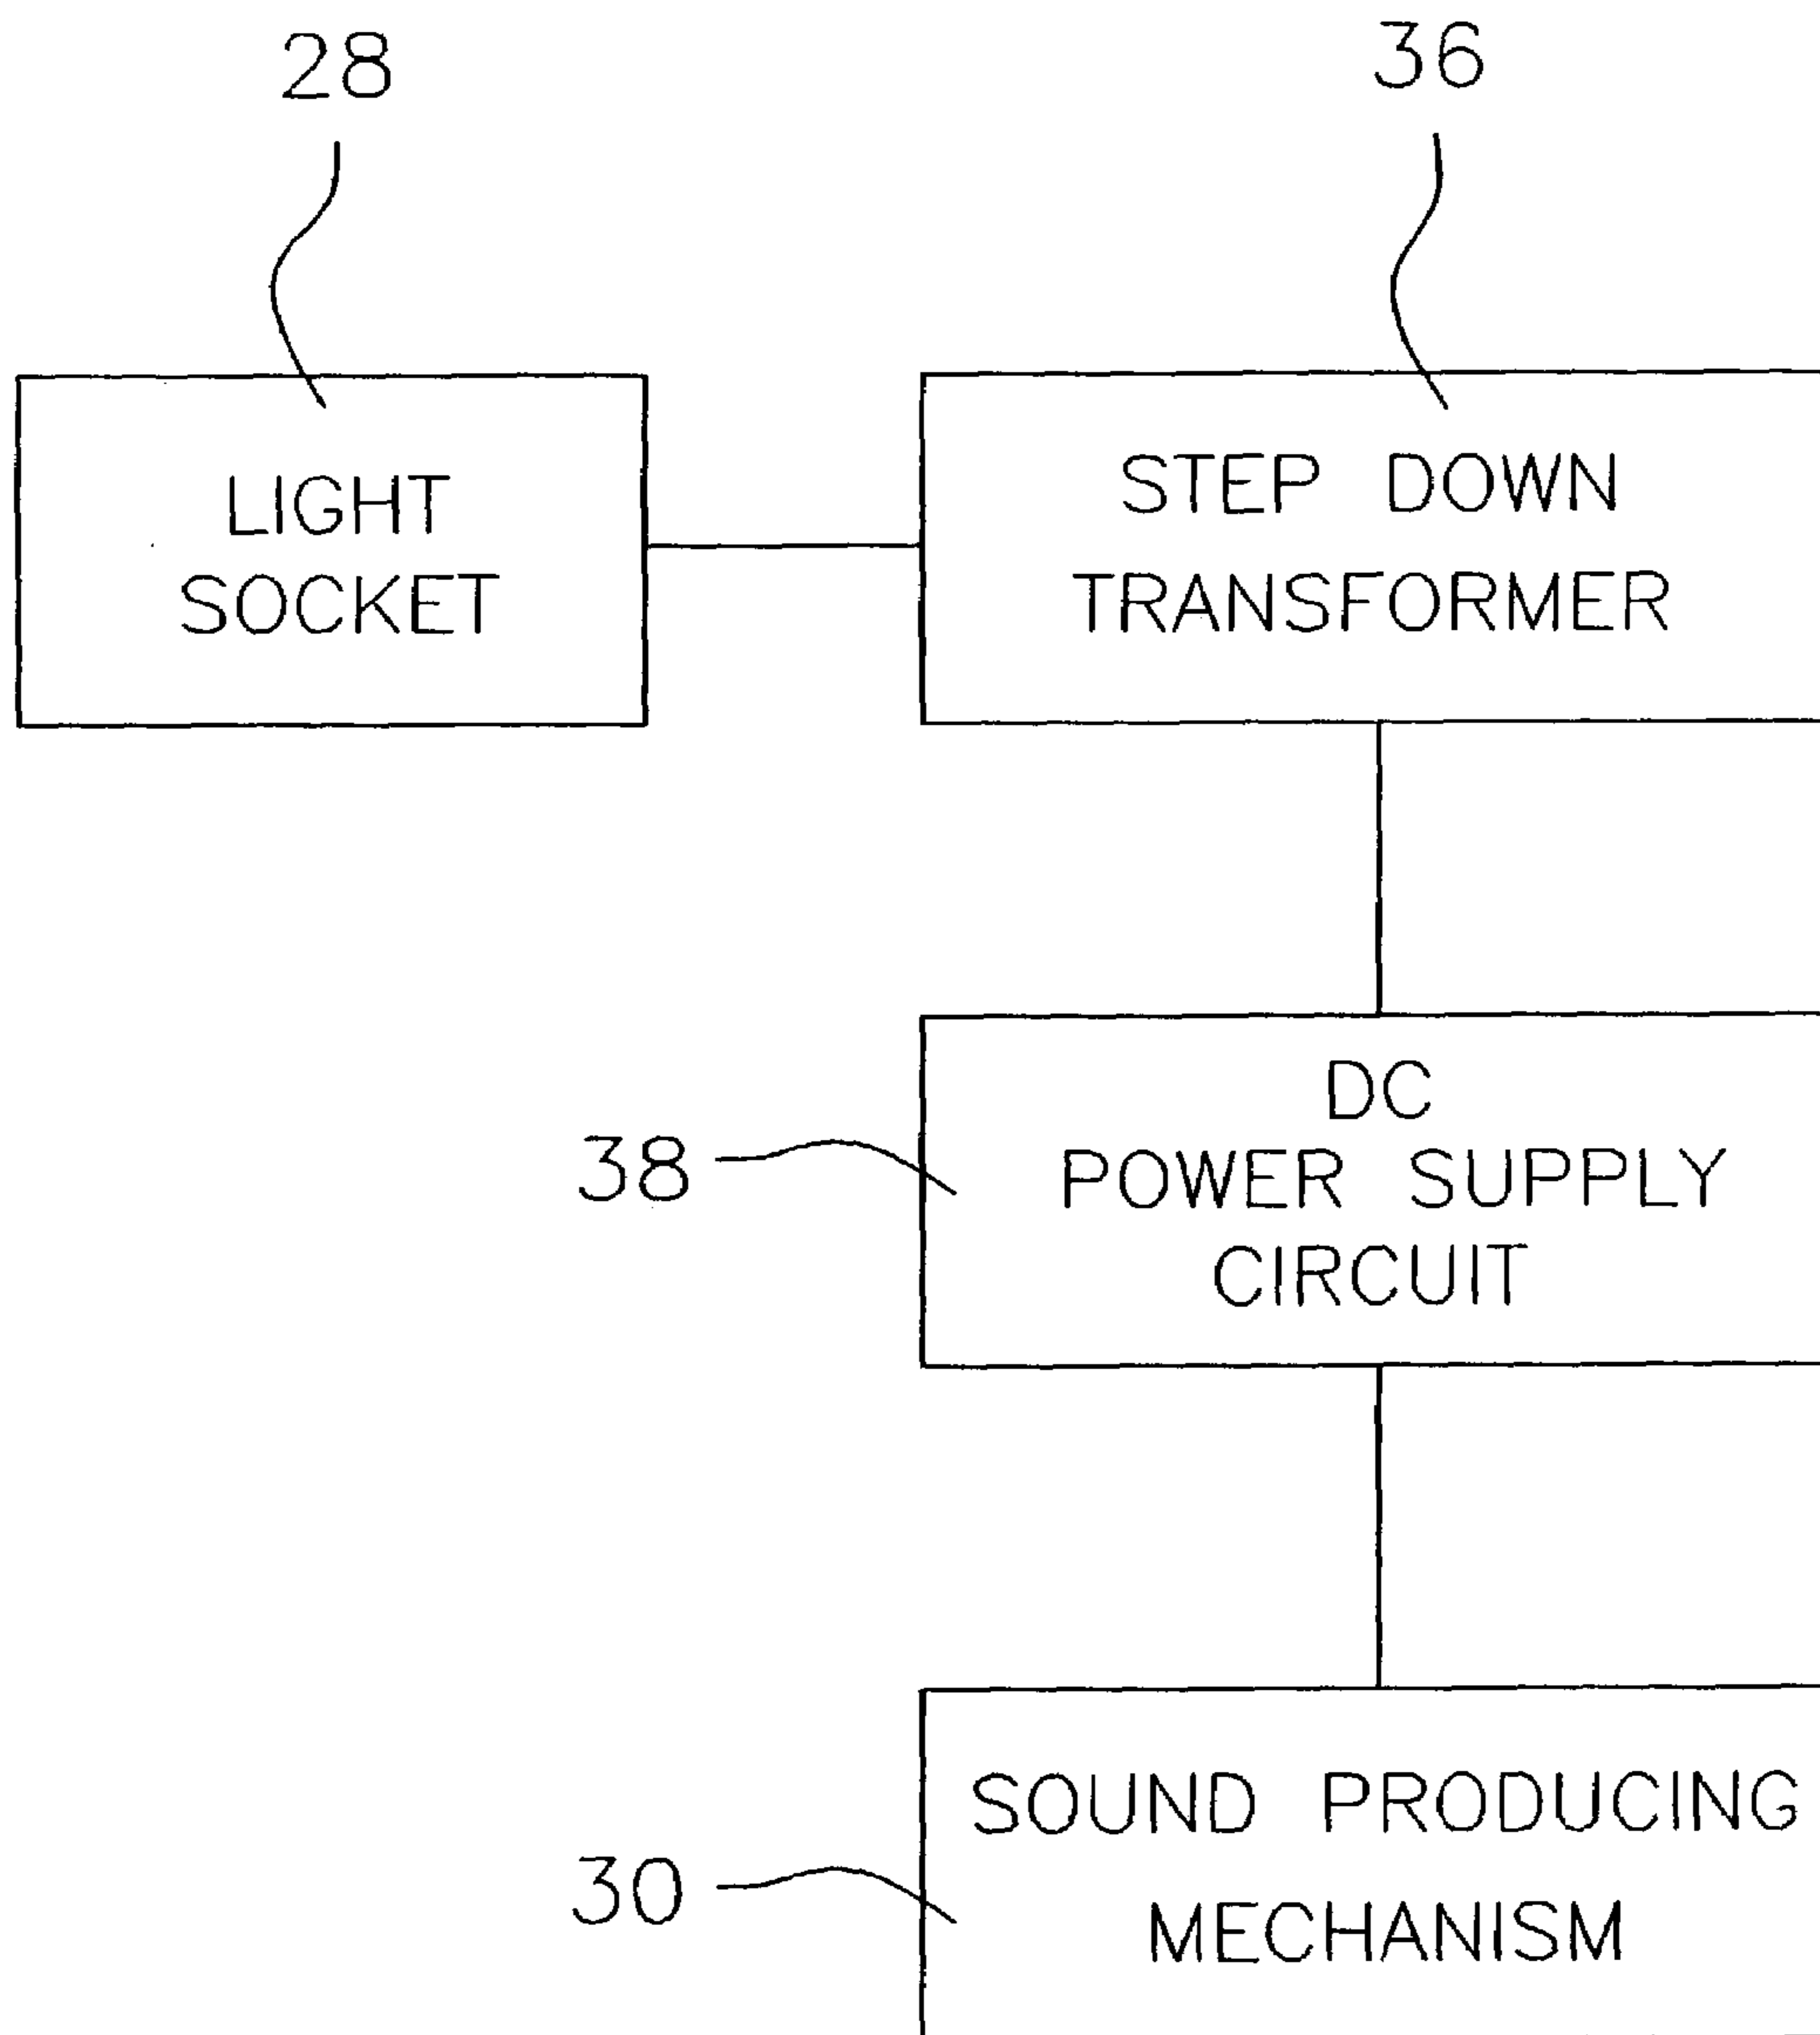 28
36
LIGHT
SOCKET
STEP DOWN
TRANSFORMER
38
DC
POWER SUPPLY
CIRCUIT
30
SOUND PRODUCING
MECHANISM